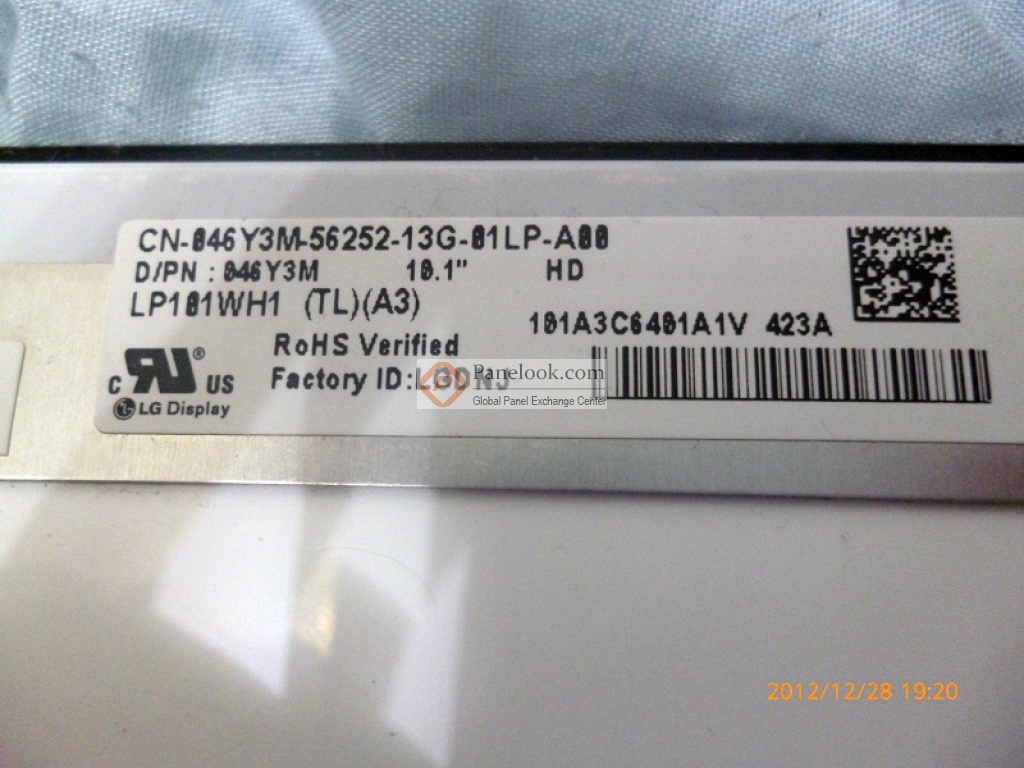 CN-046Y3M-56252-13G-01LP-A00
D/PN : 046Y3M 10.1" HD
LP101WH1 (TL)(A3)
101A3C6401A1V 423A
RoHS Verified
Factory ID:
C RU ® US
LG Display
Panelook.com
Global Panel Exchange Center
2012/12/28 19:20